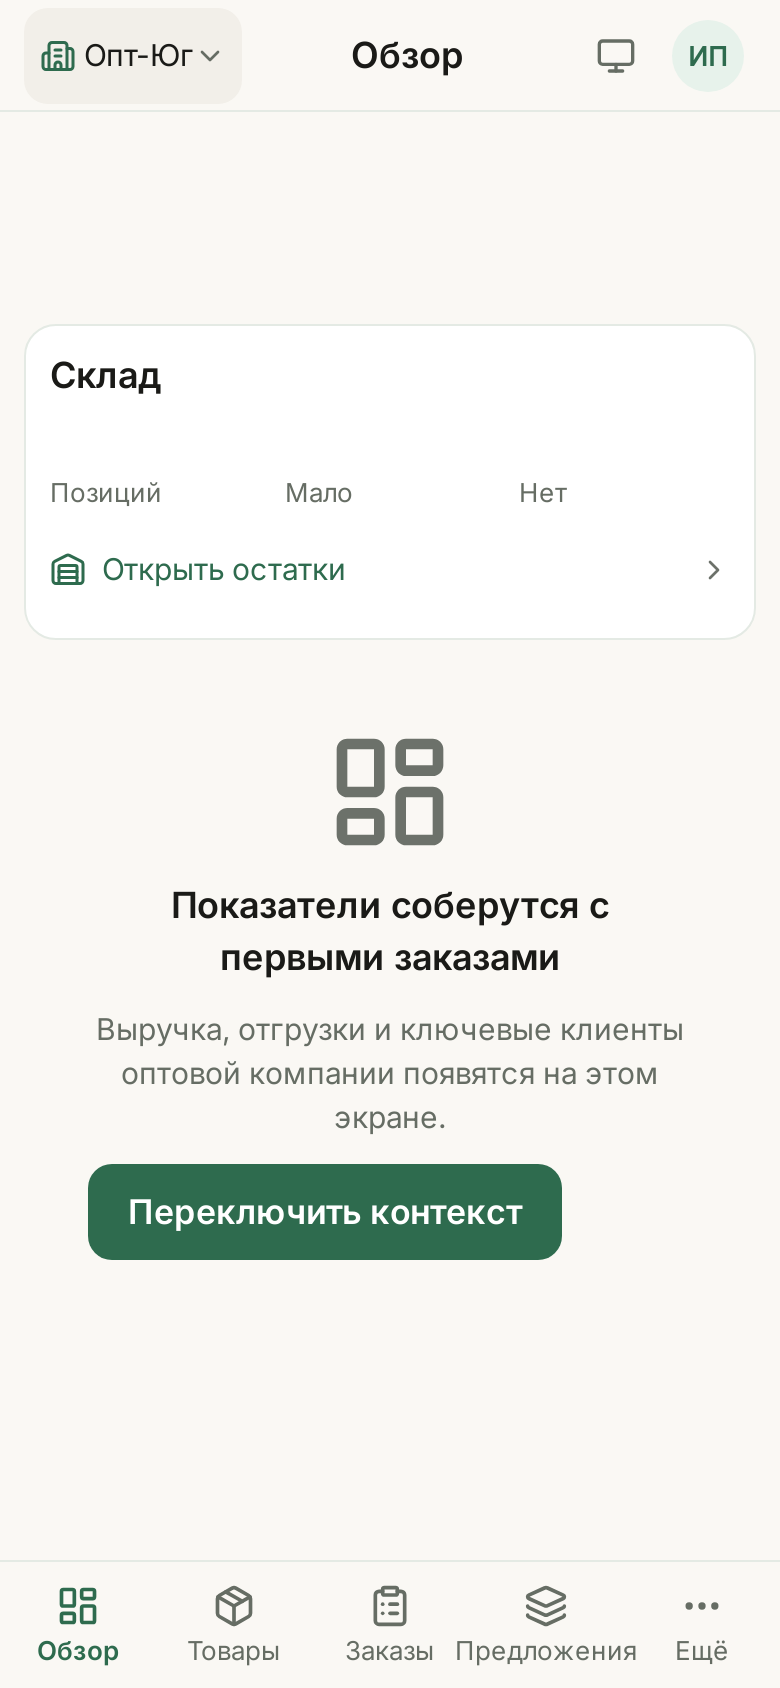 Опт-Юг
Обзор
ИП
Склад
Позиций
Мало
Нет
Открыть остатки
Показатели соберутся с
первыми заказами
Выручка, отгрузки и ключевые клиенты
оптовой компании появятся на этом
экране.
Переключить контекст
Обзор
Товары
Заказы
Предложения
Ещё